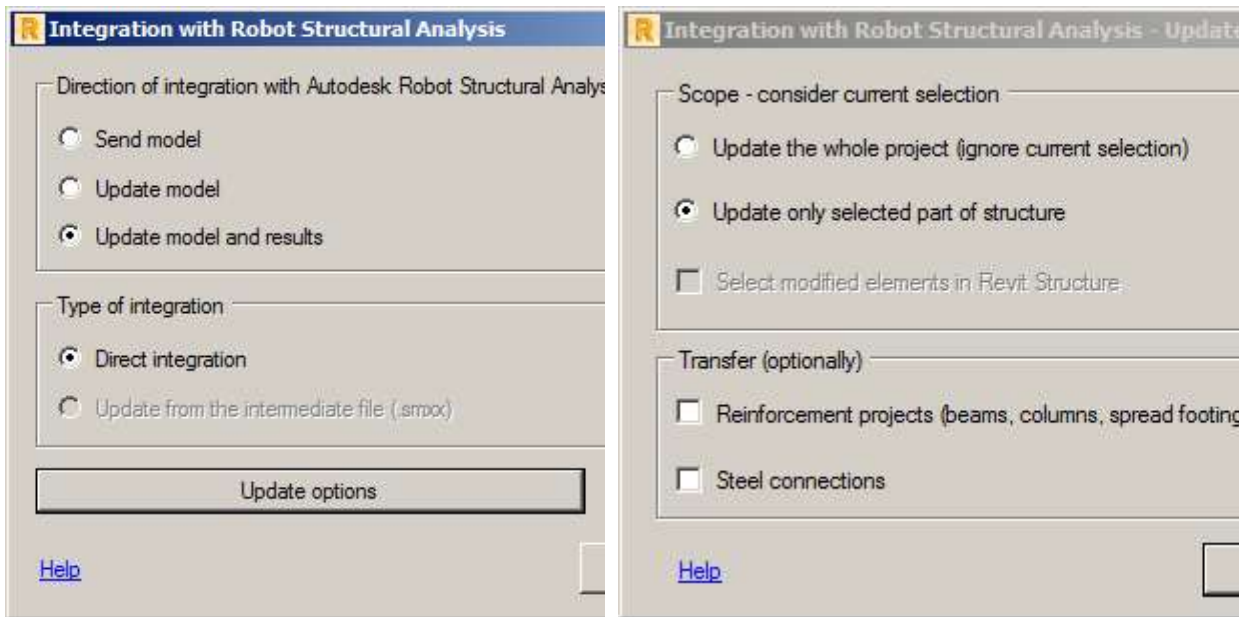 Integration with Robot Structural Analysis
Direction of integration with Autodesk Robot Structural Analys
Send model
Update model
Update model and results
Type of integration
Direct integration
Update from the intermediate file (.smxx)
Update options
Help
Integration with Robot Structural Analysis - Update
Scope - consider current selection
Update the whole project (ignore current selection)
Update only selected part of structure
Select modified elements in Revit Structure
Transfer (optionally)
Reinforcement projects (beams, columns, spread footing
Steel connections
Help